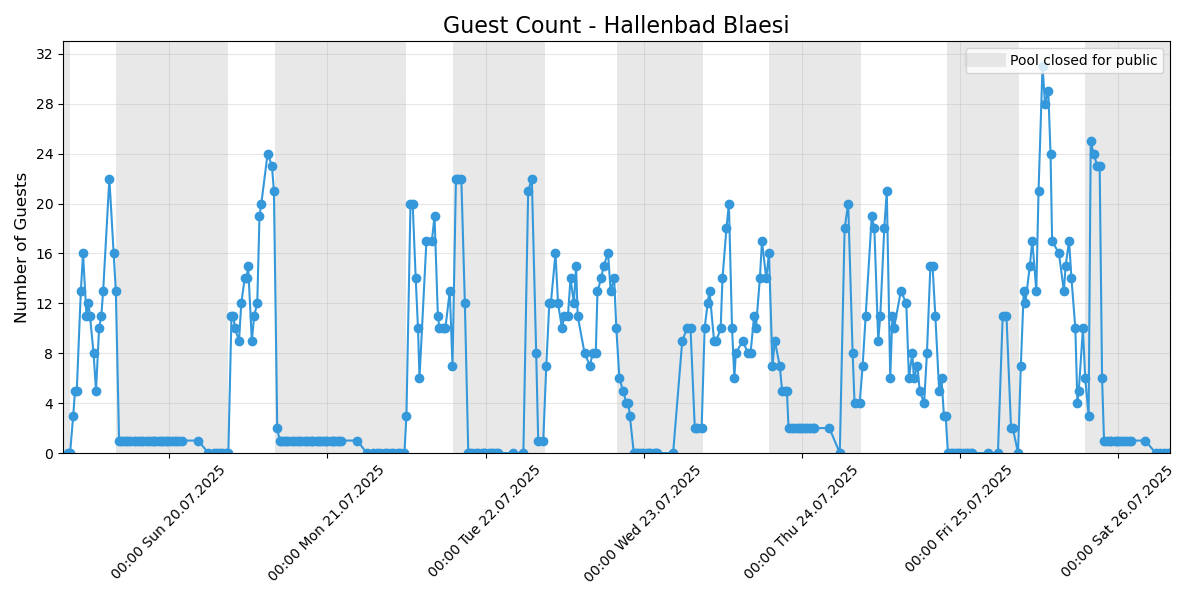 Guest Count - Hallenbad Blaesi
Pool closed for public
Number of Guests
32
28
24
20
16
12
8
4
0
00:00 Sun 20.07.2025
00:00 Mon 21.07.2025
00:00 Tue 22.07.2025
00:00 Wed 23.07.2025
00:00 Thu 24.07.2025
00:00 Fri 25.07.2025
00:00 Sat 26.07.2025